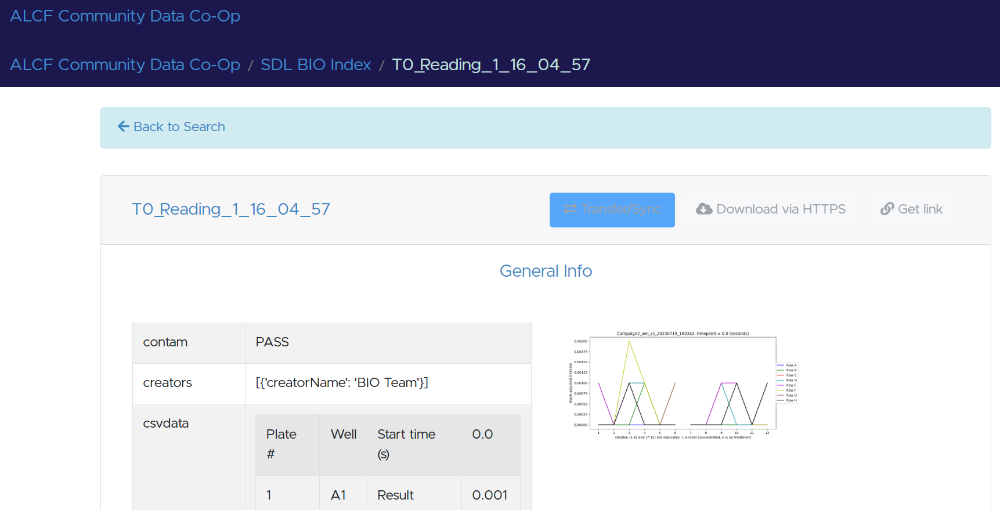 ALCF Community Data Co-Op
ALCF Community Data Co-Op / SDL BIO Index / T0_Reading_1_16_04_57
Back to Search
T0_Reading_1_16_04_57
Transfer/Sync
Download via HTTPS
Get link
General Info
contam PASS
creators [{'creatorName': 'BIO Team'}]
csvdata
Plate # Well Start time (s) 0.0
1 A1 Result 0.001
Campaign2_wei_cs_20230719_160342, timepoint = 0.0 (seconds)
Blank-adjusted OD(590)
0.00200
0.00175
0.00150
0.00125
0.00100
0.00075
0.00050
0.00025
0.00000
1 2 3 4 5 6 7 8 9 10 11 12
Dilution (1-6) and (7-12) are replicates. 1 is most concentrated, 6 is no treatment
Row A
Row B
Row C
Row D
Row E
Row F
Row G
Row H